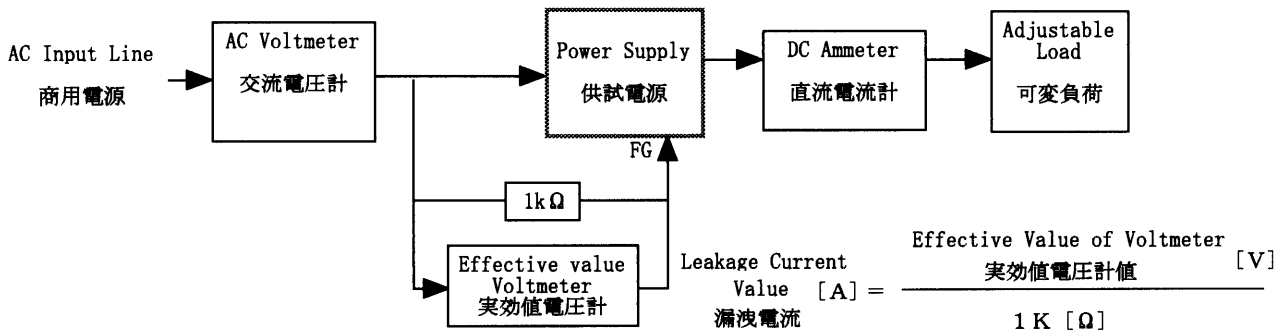 AC Input Line
商用電源
AC Voltmeter
交流電圧計
Power Supply
供試電源
DC Ammeter
直流電流計
Adjustable
Load
可変負荷
FG
1kΩ
Effective value
Voltmeter
実効値電圧計
Leakage Current
Value [A] =
漏洩電流
Effective Value of Voltmeter
実効値電圧計値 [V]
1K [Ω]